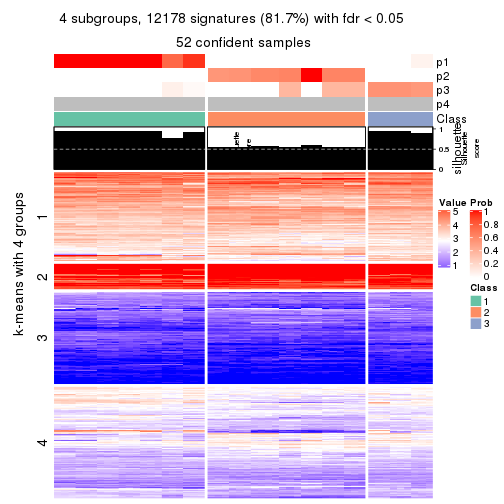 4 subgroups, 12178 signatures (81.7%) with fdr < 0.05
52 confident samples
p1
p2
p3
p4
Class
1
0.5
0
silhouette
Silhouette
score
k-means with 4 groups
1
2
3
4
Value
5
4
3
2
1
Prob
1
0.8
0.6
0.4
0.2
0
Class
1
2
3